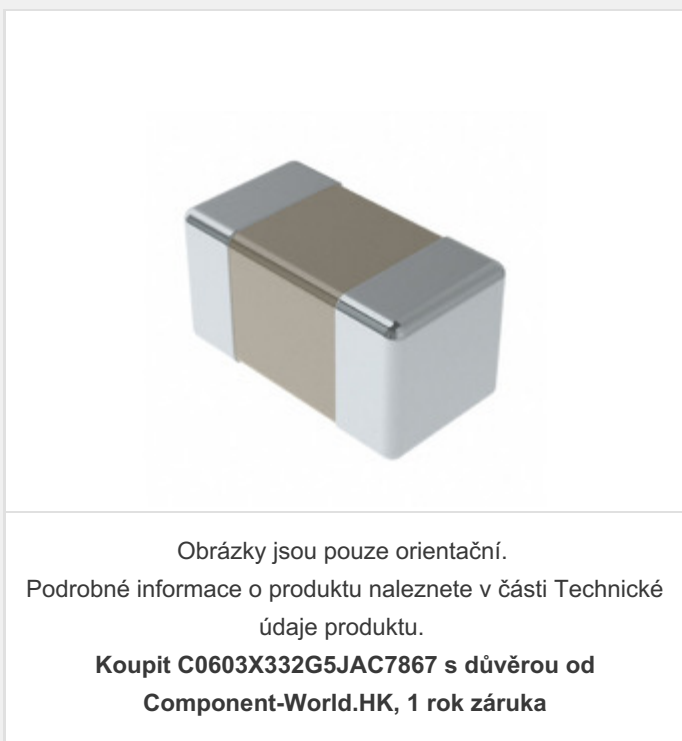 Obrázky jsou pouze orientační.
Podrobné informace o produktu naleznete v části Technické
údaje produktu.
Koupit C0603X332G5JAC7867 s důvěrou od
Component-World.HK, 1 rok záruka